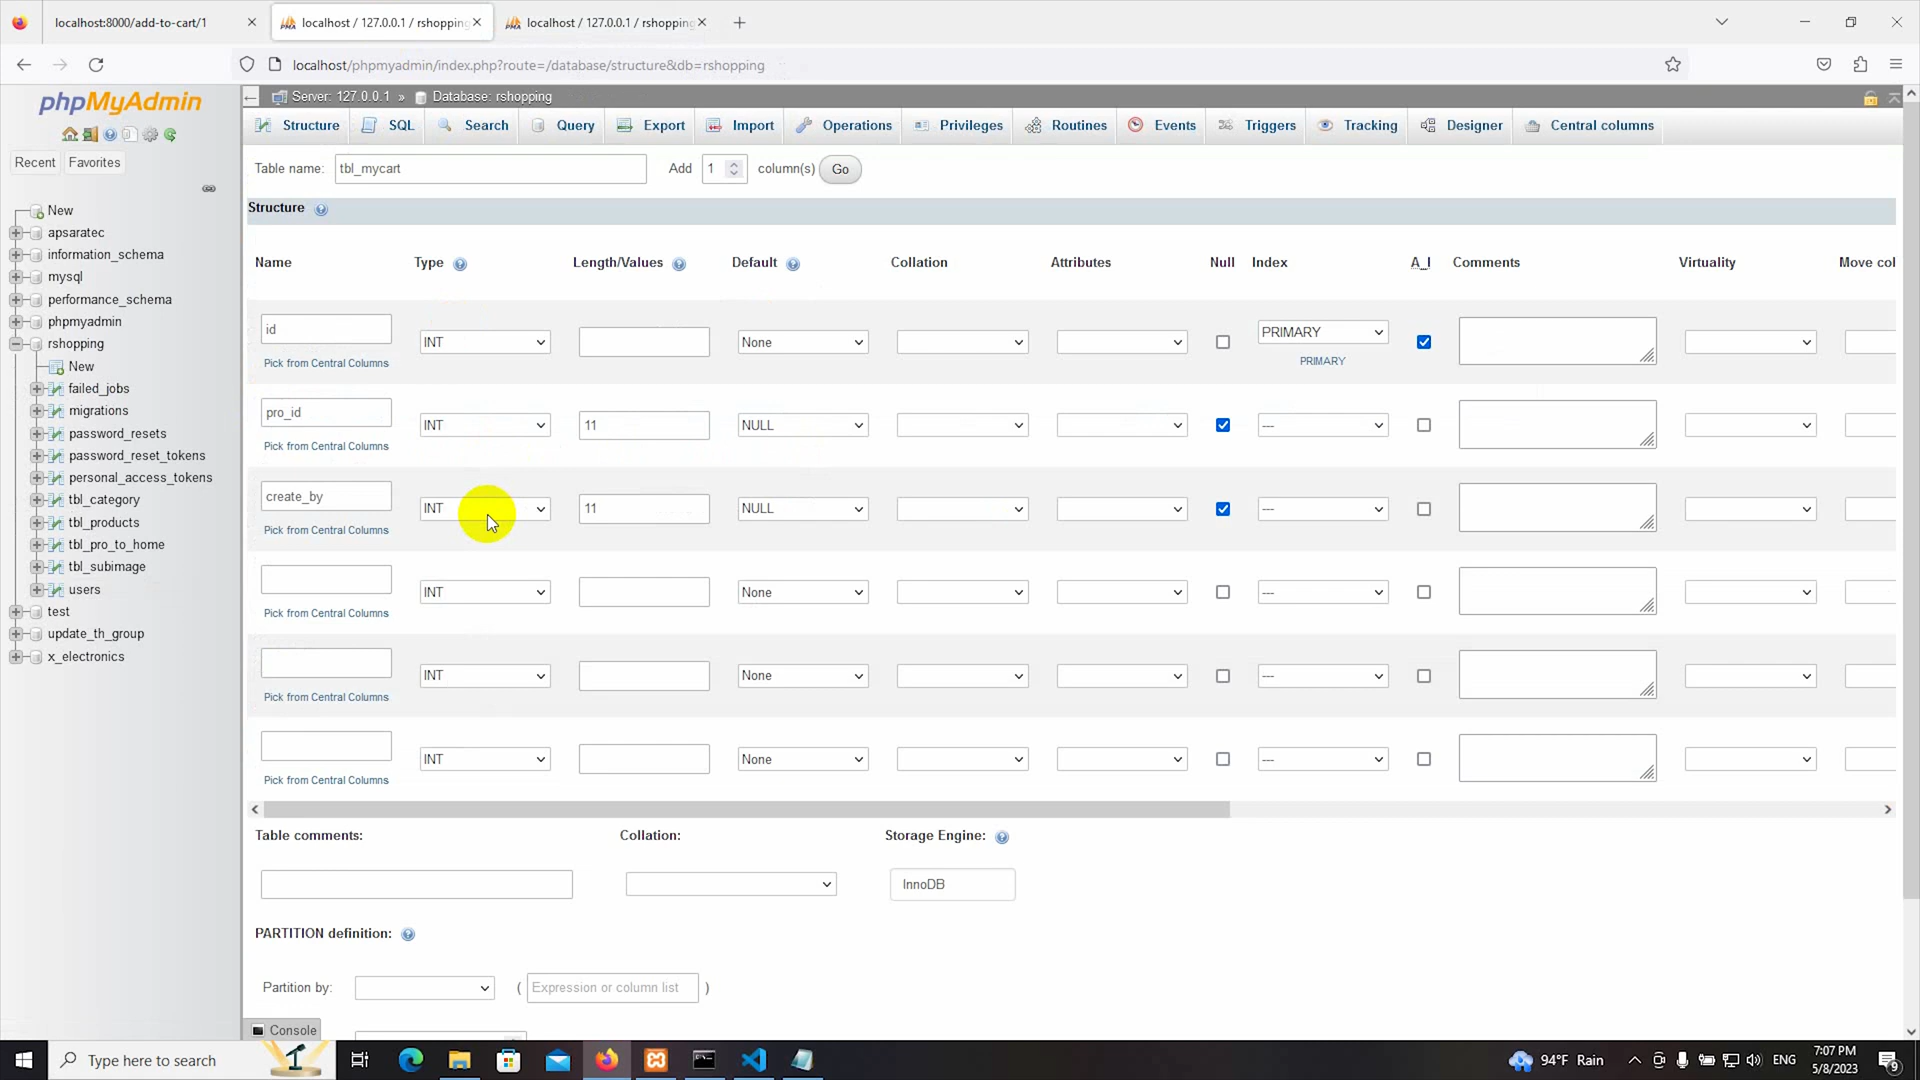 localhost:8000/add-to-cart/1
localhost / 127.0.0.1 / rshopping
localhost / 127.0.0.1 / rshopping
localhost/phpmyadmin/index.php?route=/database/structure&db=rshopping
phpMyAdmin
Recent
Favorites
New
apsaratec
information_schema
mysql
performance_schema
phpmyadmin
rshopping
New
failed_jobs
migrations
password_resets
password_reset_tokens
personal_access_tokens
tbl_category
tbl_products
tbl_pro_to_home
tbl_subimage
users
test
update_th_group
x_electronics
Server: 127.0.0.1 » Database: rshopping
Structure SQL Search Query Export Import Operations Privileges Routines Events Triggers Tracking Designer Central columns
Table name: tbl_mycart Add 1 column(s) Go
Structure
Name Type Length/Values Default Collation Attributes Null Index A_I Comments Virtuality Move col
id INT None PRIMARY
Pick from Central Columns PRIMARY
pro_id INT 11 NULL ---
Pick from Central Columns
create_by INT 11 NULL ---
Pick from Central Columns
INT None ---
Pick from Central Columns
INT None ---
Pick from Central Columns
INT None ---
Pick from Central Columns
Table comments: Collation: Storage Engine:
InnoDB
PARTITION definition:
Partition by: ( Expression or column list )
Console
Type here to search
94°F Rain
ENG
7:07 PM
5/8/2023
9